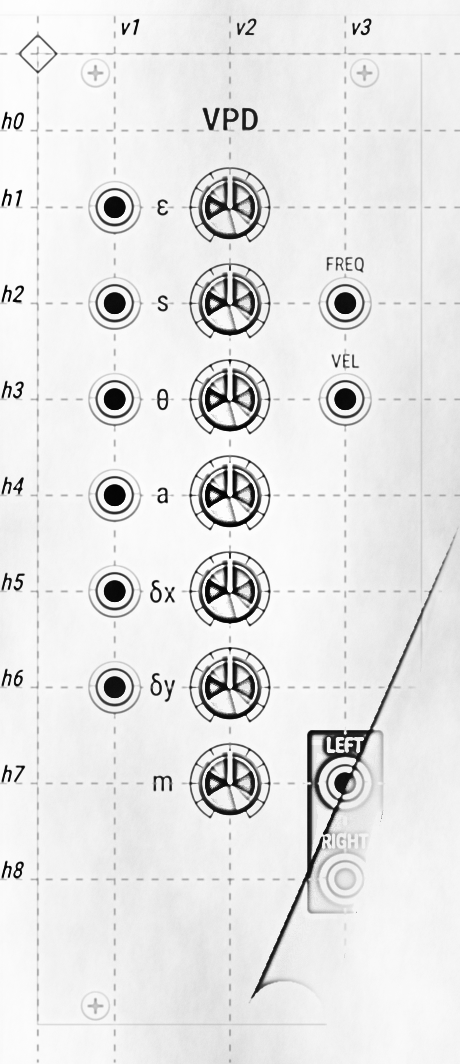 v1 v2 v3
h0 VPD
h1 ε
FREQ
h2 s
VEL
h3 θ
h4 a
h5 δx
h6 δy
LEFT
h7 m
RIGHT
h8